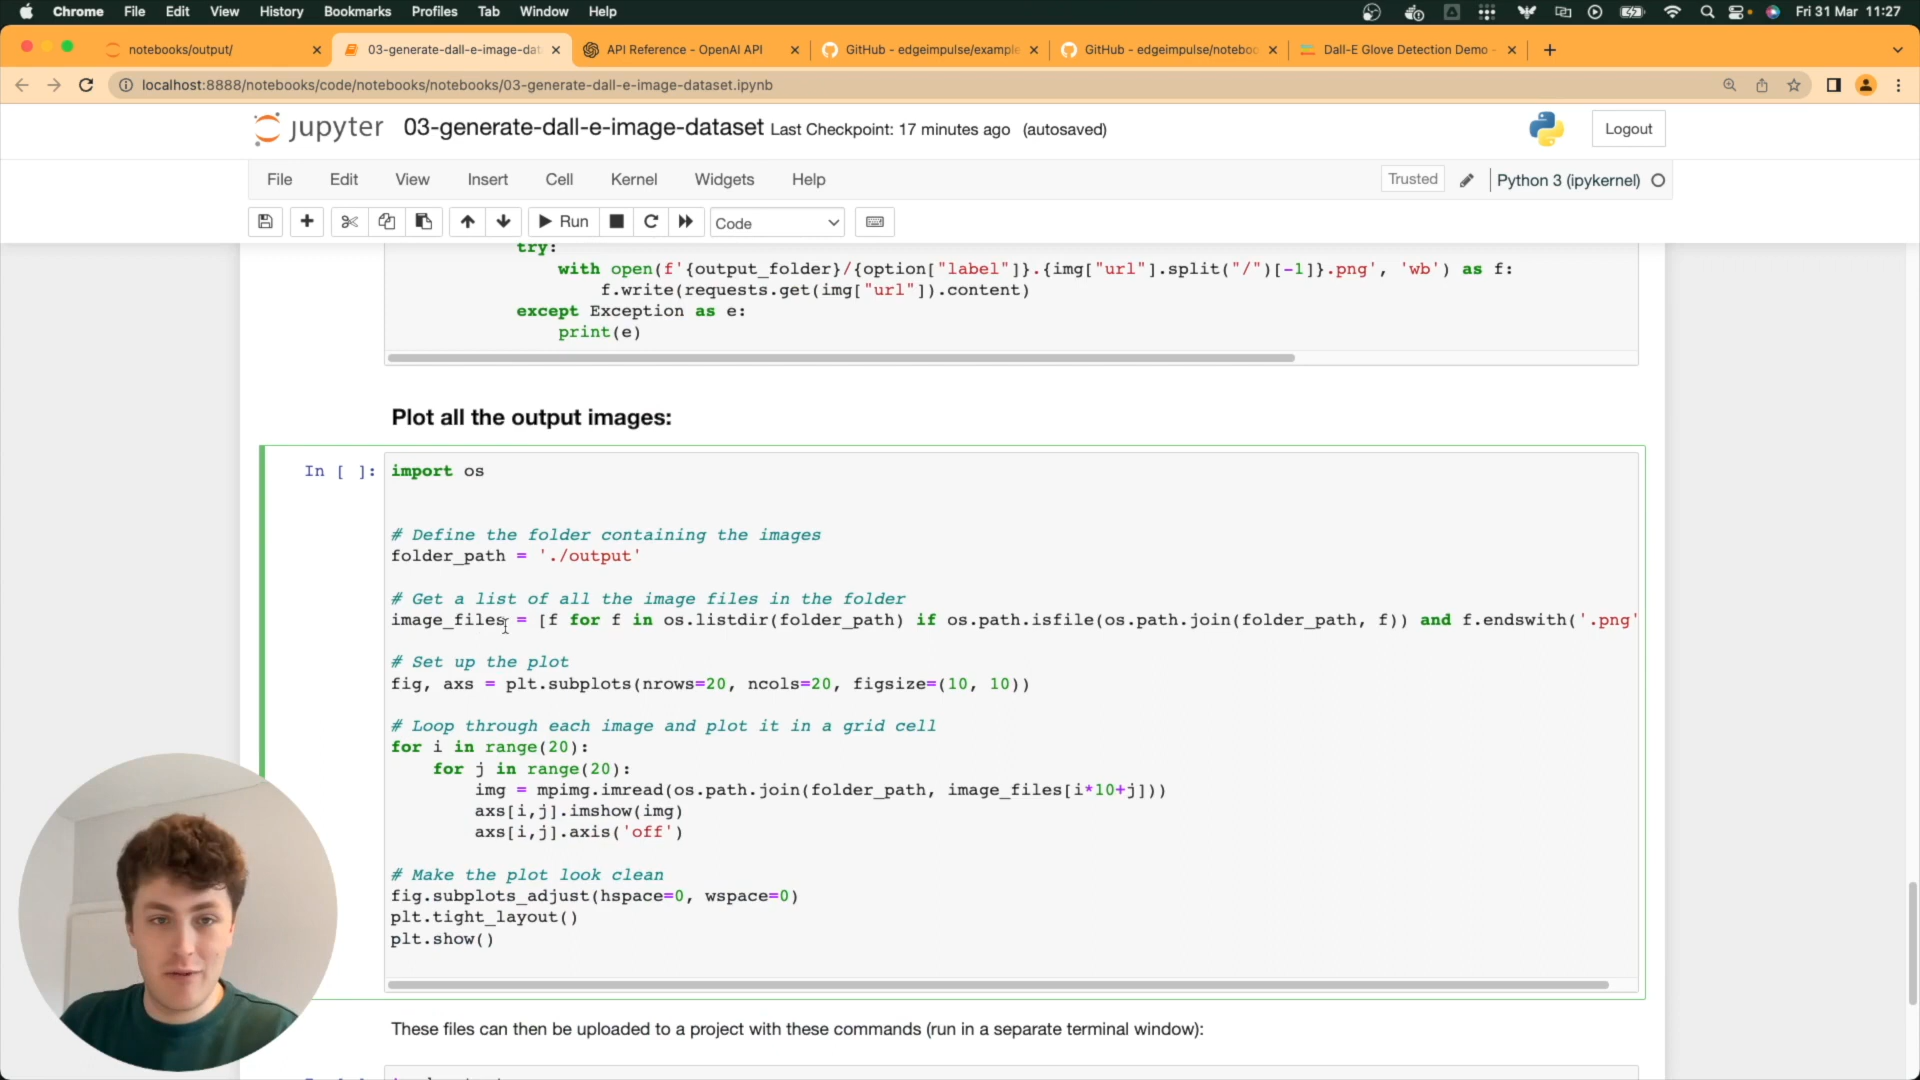 Chrome File Edit View History Bookmarks Profiles Tab Window Help Fri 31 Mar 11:27
notebooks/output/ 03-generate-dall-e-image-dat API Reference - OpenAI API GitHub - edgeimpulse/example GitHub - edgeimpulse/noteboo Dall-E Glove Detection Demo -
localhost:8888/notebooks/code/notebooks/notebooks/03-generate-dall-e-image-dataset.ipynb
jupyter 03-generate-dall-e-image-dataset Last Checkpoint: 17 minutes ago (autosaved) Logout
File Edit View Insert Cell Kernel Widgets Help Trusted Python 3 (ipykernel)
Run Code
try:
with open(f'{output_folder}/{option["label"]}.{img["url"].split("/")[-1]}.png', 'wb') as f:
f.write(requests.get(img["url"]).content)
except Exception as e:
print(e)
Plot all the output images:
In [ ]: import os
# Define the folder containing the images
folder_path = './output'
# Get a list of all the image files in the folder
image_files = [f for f in os.listdir(folder_path) if os.path.isfile(os.path.join(folder_path, f)) and f.endswith('.png'
# Set up the plot
fig, axs = plt.subplots(nrows=20, ncols=20, figsize=(10, 10))
# Loop through each image and plot it in a grid cell
for i in range(20):
for j in range(20):
img = mpimg.imread(os.path.join(folder_path, image_files[i*10+j]))
axs[i,j].imshow(img)
axs[i,j].axis('off')
# Make the plot look clean
fig.subplots_adjust(hspace=0, wspace=0)
plt.tight_layout()
plt.show()
These files can then be uploaded to a project with these commands (run in a separate terminal window):